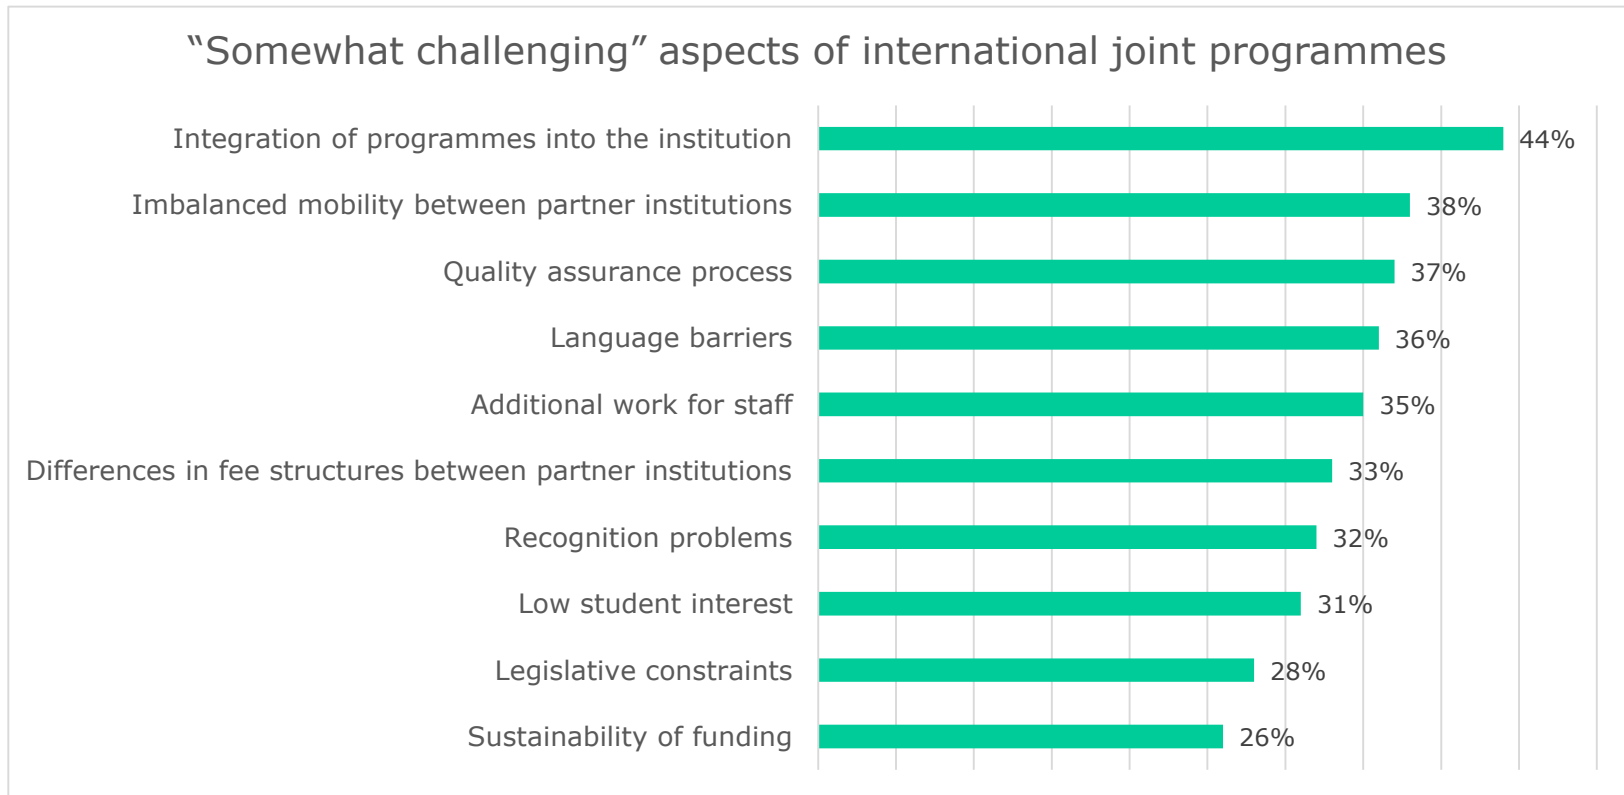 “Somewhat challenging” aspects of international joint programmes
Integration of programmes into the institution 44%
Imbalanced mobility between partner institutions 38%
Quality assurance process 37%
Language barriers 36%
Additional work for staff 35%
Differences in fee structures between partner institutions 33%
Recognition problems 32%
Low student interest 31%
Legislative constraints 28%
Sustainability of funding 26%